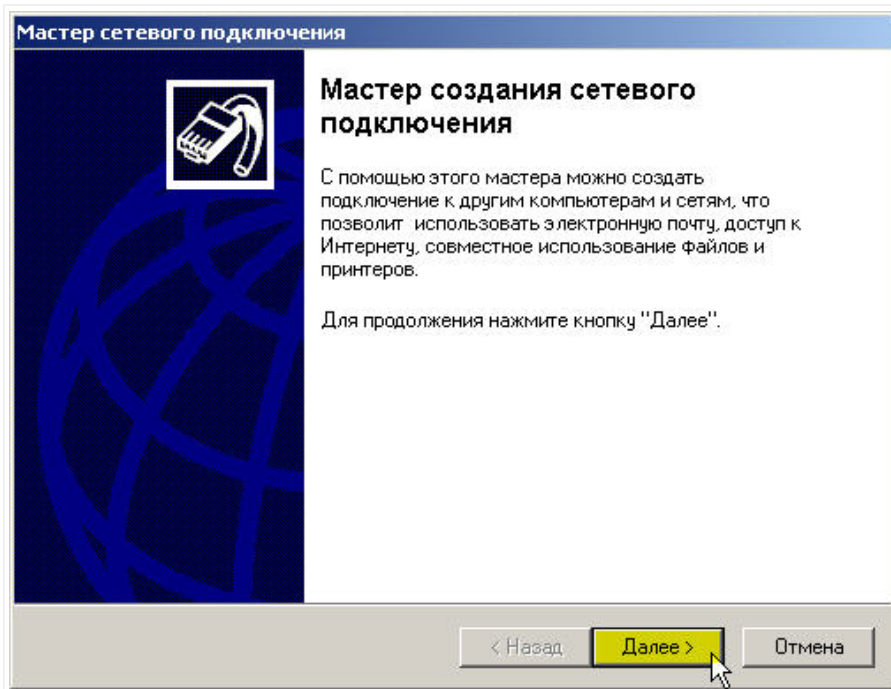 Мастер сетевого подключения
Мастер создания сетевого
подключения
С помощью этого мастера можно создать
подключение к другим компьютерам и сетям, что
позволит использовать электронную почту, доступ к
Интернету, совместное использование файлов и
принтеров.
Для продолжения нажмите кнопку "Далее".
< Назад
Далее >
Отмена